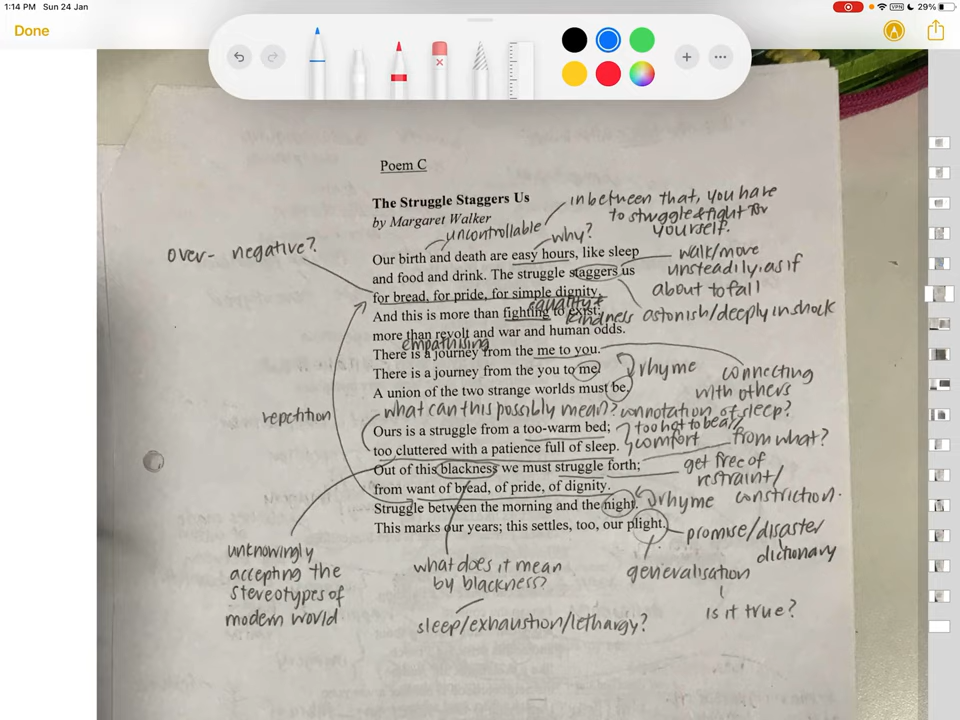 1:14 PM Sun 24 Jan
VPN 29%
Done
Poem C
The Struggle Staggers Us
by Margaret Walker
in between that, you have
to struggle & fight for
yourself.
uncontrollable
why?
over- negative?
Our birth and death are easy hours, like sleep
and food and drink. The struggle staggers us
for bread, for pride, for simple dignity.
And this is more than fighting to exist;
more than revolt and war and human odds.
There is a journey from the me to you.
There is a journey from the you to me.
A union of the two strange worlds must be.
walk/move
unsteadily, as if
about to fall
equality +
kindness
astonish/deeply in shock
empathising
rhyme
connecting
with others
repetition
what can this possibly mean?
connotation of sleep?
Ours is a struggle from a too-warm bed;
too cluttered with a patience full of sleep.
Out of this blackness we must struggle forth;
from want of bread, of pride, of dignity.
Struggle between the morning and the night.
This marks our years; this settles, too, our plight.
too hot to bear/
comfort
from what?
get free of
restraint/
constriction.
rhyme
promise/disaster
dictionary
unknowingly
accepting the
stereotypes of
modern world
what does it mean
by blackness?
sleep/exhaustion/lethargy?
generalisation
is it true?